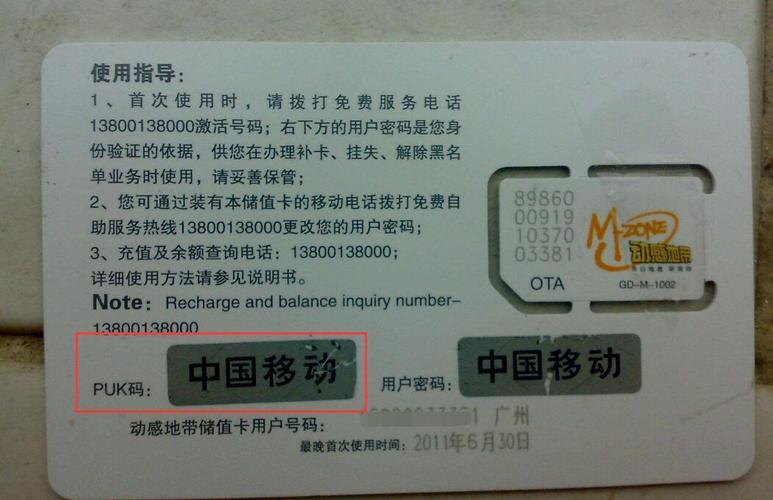 使用指导:
1、首次使用时，请拨打免费服务电话
13800138000激活号码；右下方的用户密码是您身
份验证的依据，供您在办理补卡、挂失、解除黑名
单业务时使用，请妥善保管；
2、您可通过装有本储值卡的移动电话拨打免费自
助服务热线13800138000更改您的用户密码；
3、充值及余额查询电话：13800138000；
详细使用方法请参见说明书。
Note: Recharge and balance inquiry number-
13800138000
89860
00919
10370
03381
M-ZONE
动感地带
OTA
GD-M-1002
PUK码:
中国移动
用户密码:
中国移动
动感地带储值卡用户号码:
广州
最晚首次使用时间: 2011年6月30日